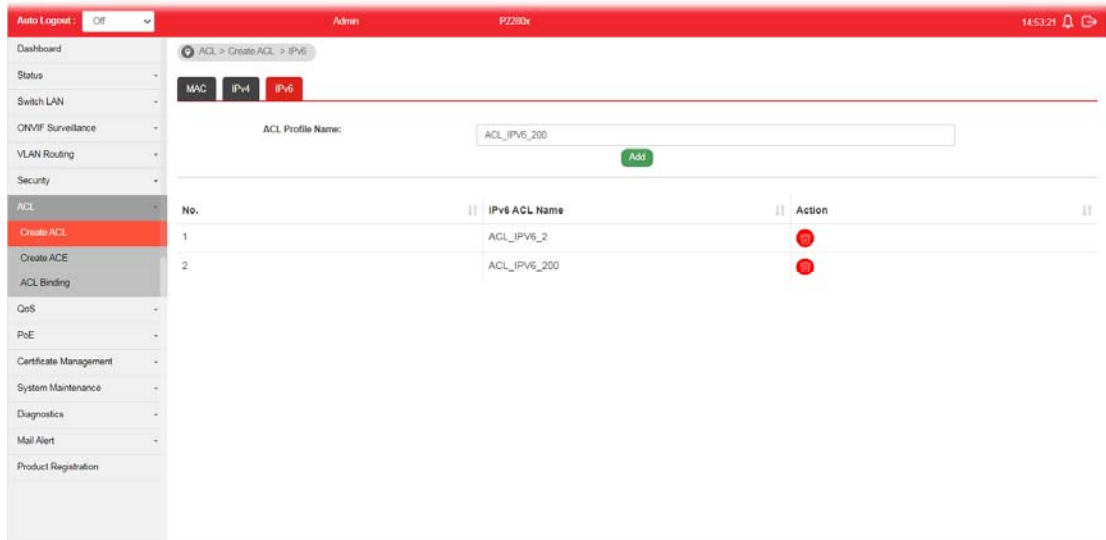 Auto Logout : Off Admin P2280x 14:53:21
Dashboard
Status
Switch LAN
ONVIF Surveillance
VLAN Routing
Security
ACL
Create ACL
Create ACE
ACL Binding
QoS
PoE
Certificate Management
System Maintenance
Diagnostics
Mail Alert
Product Registration
ACL > Create ACL > IPv6
MAC IPv4 IPv6
ACL Profile Name: ACL_IPV6_200
Add
No. IPv6 ACL Name Action
1 ACL_IPV6_2
2 ACL_IPV6_200